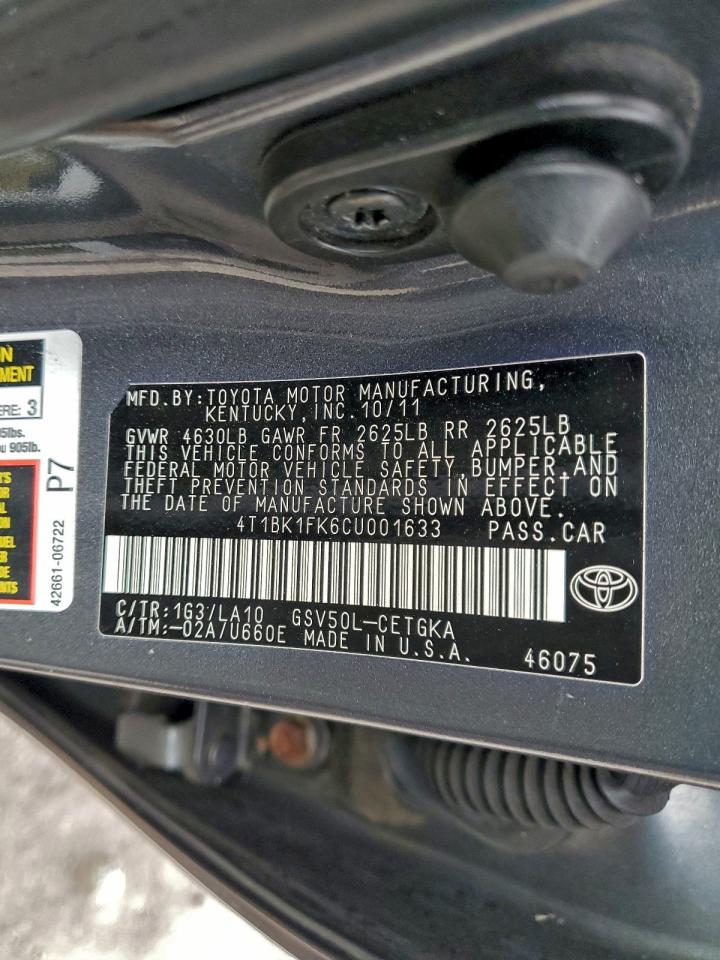 MFD.BY:TOYOTA MOTOR MANUFACTURING,
KENTUCKY,INC.10/11
GVWR 4630LB GAWR FR 2625LB RR 2625LB
THIS VEHICLE CONFORMS TO ALL APPLICABLE
FEDERAL MOTOR VEHICLE SAFETY,BUMPER,AND
THEFT PREVENTION STANDARDS IN EFFECT ON
THE DATE OF MANUFACTURE SHOWN ABOVE.
4T1BK1FK6CU001633 PASS.CAR
C/TR:1G3/LA10 GSV50L-CETGKA
A/TM:-02A/U660E MADE IN U.S.A.
46075
3
905lb.
P7
42661-06722